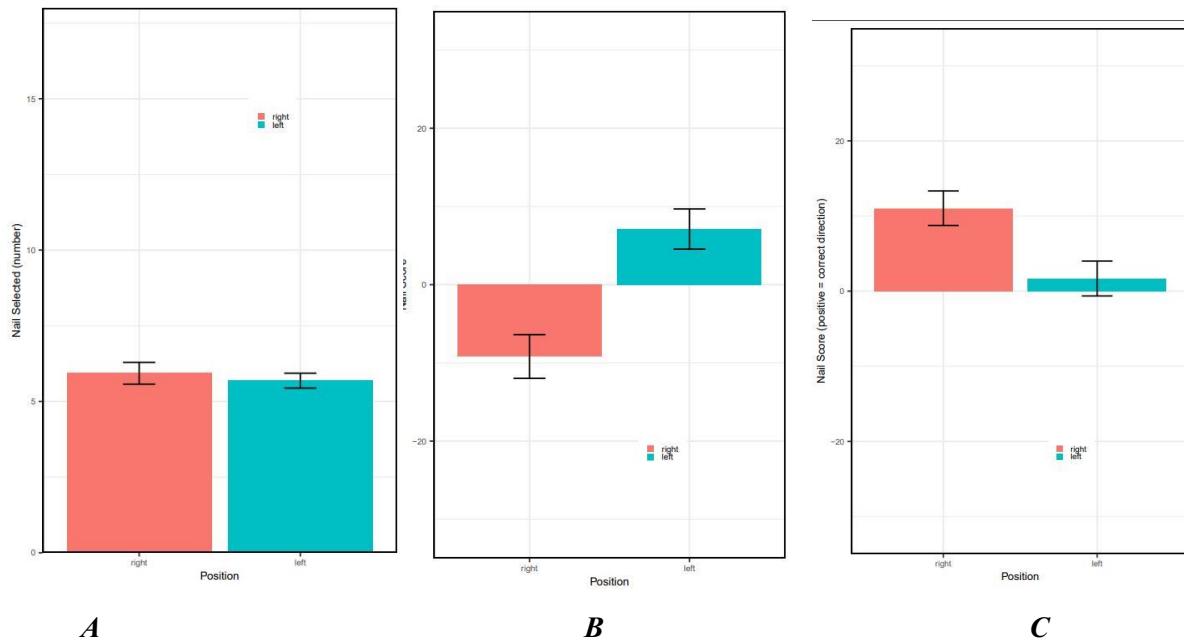 Nail Selected (number)
15
10
5
0
right
left
right
left
Position
A
20
0
−20
right
left
right
left
Position
B
Nail Score (positive = correct direction)
20
0
−20
right
left
right
left
Position
C